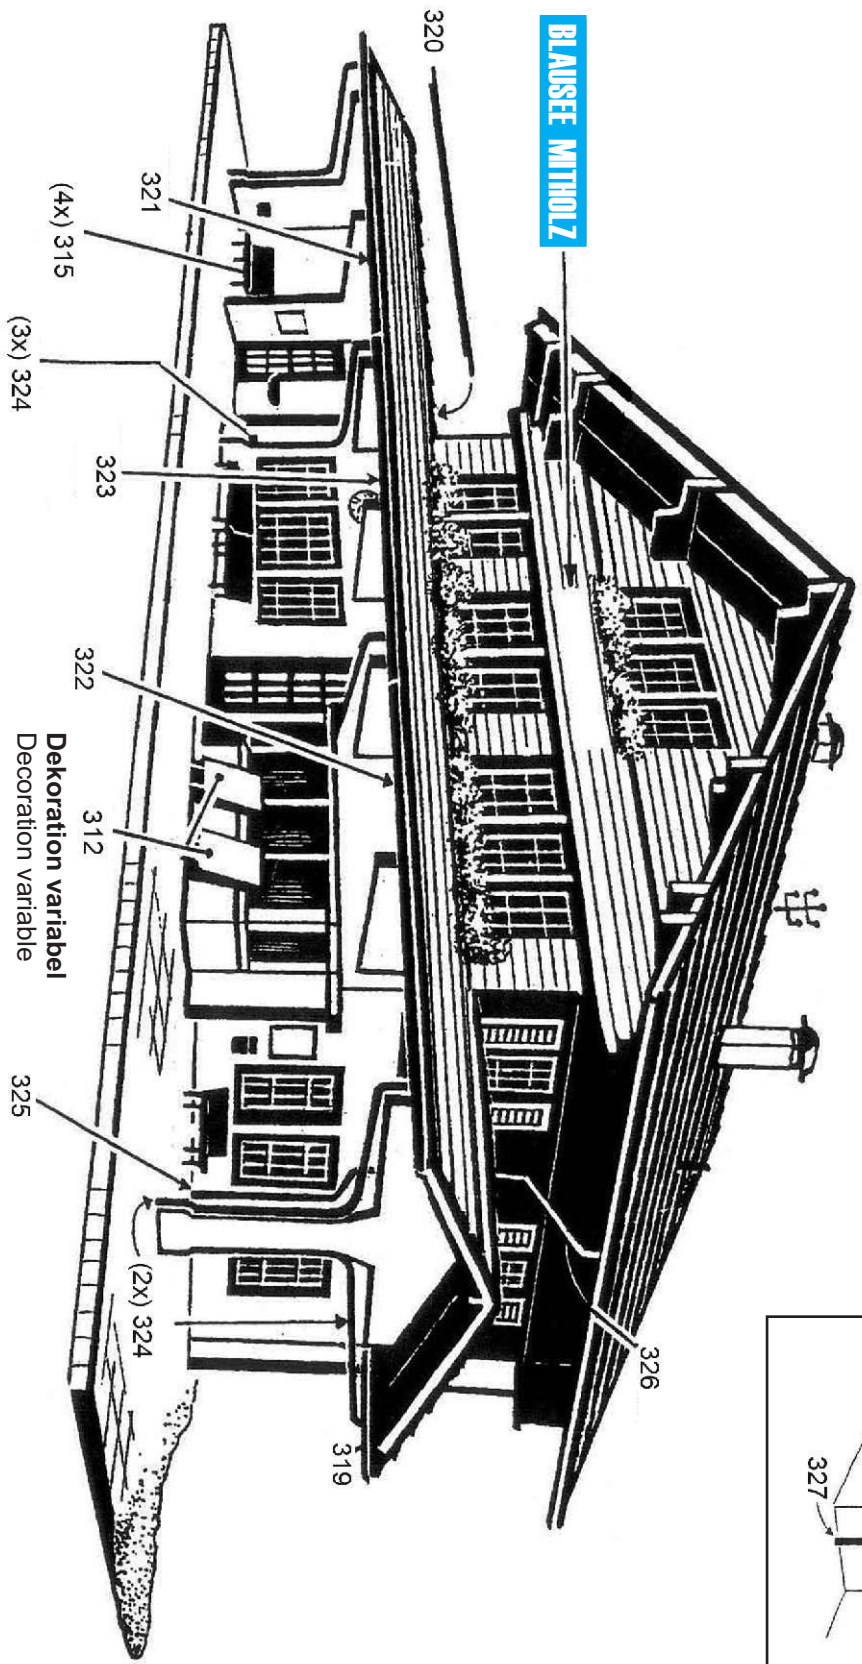 320
BLAUSEE MITHOLZ
321
(4x) 315
(3x) 324
323
322
312
Dekoration variabel
Decoration variable
325
(2x) 324
326
319
327